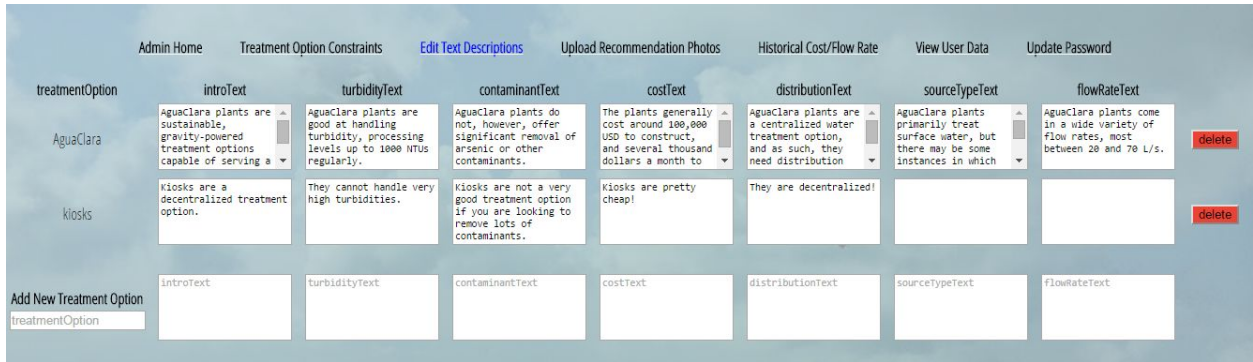 Admin Home Treatment Option Constraints Edit Text Descriptions Upload Recommendation Photos Historical Cost/Flow Rate View User Data Update Password
treatmentOption introText turbidityText contaminantText costText distributionText sourceTypeText flowRateText
AguaClara
AguaClara plants are
sustainable,
gravity-powered
treatment options
capable of serving a
AguaClara plants are
good at handling
turbidity, processing
levels up to 1000 NTUs
regularly.
AguaClara plants do
not, however, offer
significant removal of
arsenic or other
contaminants.
The plants generally
cost around 100,000
USD to construct,
and several thousand
dollars a month to
AguaClara plants are
a centralized water
treatment option,
and as such, they
need distribution
AguaClara plants
primarily treat
surface water, but
there may be some
instances in which
AguaClara plants come
in a wide variety of
flow rates, most
between 20 and 70 L/s.
delete
kiosks
Kiosks are a
decentralized treatment
option.
They cannot handle very
high turbidities.
Kiosks are not a very
good treatment option
if you are looking to
remove lots of
contaminants.
Kiosks are pretty
cheap!
They are decentralized!
delete
Add New Treatment Option
treatmentOption
introText
turbidityText
contaminantText
costText
distributionText
sourceTypeText
flowRateText